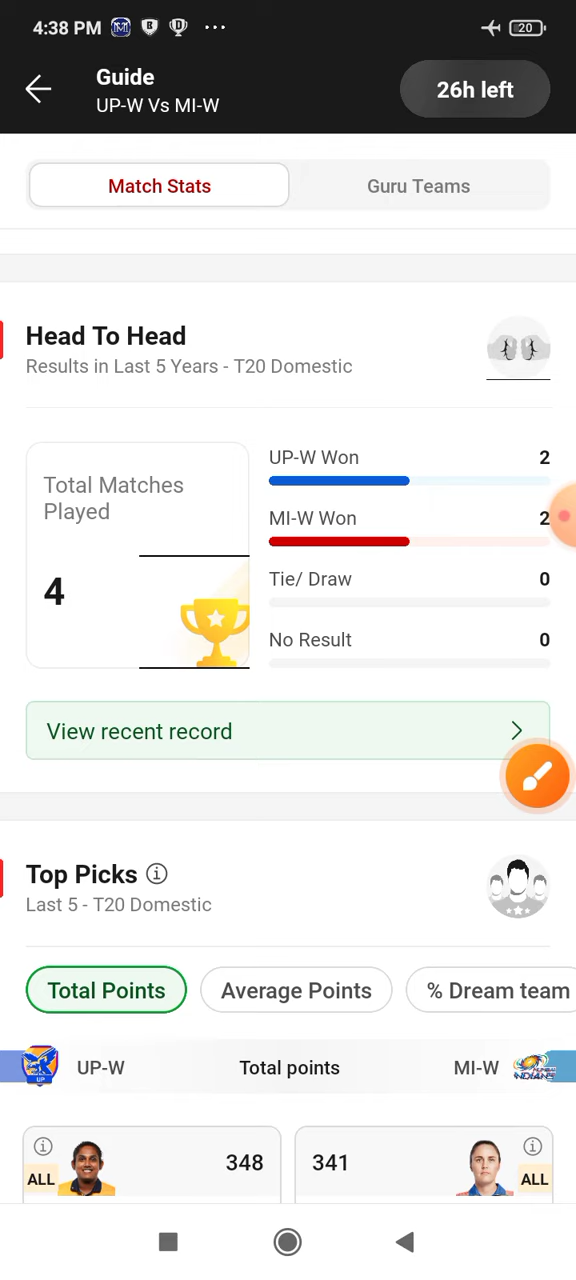 4:38 PM
20
Guide
UP-W Vs MI-W
26h left
Match Stats
Guru Teams
Head To Head
Results in Last 5 Years - T20 Domestic
Total Matches
Played
4
UP-W Won 2
MI-W Won 2
Tie/ Draw 0
No Result 0
View recent record
Top Picks
Last 5 - T20 Domestic
Total Points
Average Points
% Dream team
UP
UP-W
Total points
MI-W
INDIANS
ALL
348
341
ALL